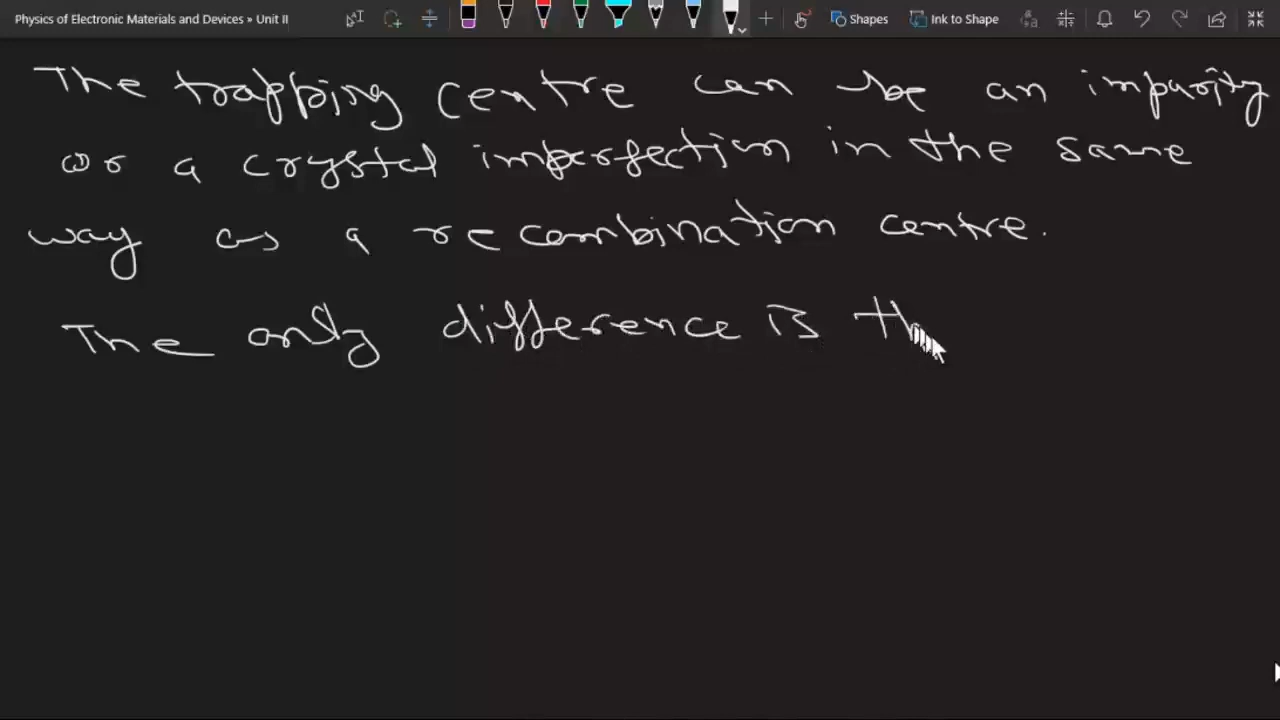 Physics of Electronic Materials and Devices » Unit II
Shapes
Ink to Shape
The trapping centre can be an impurity
or a crystal imperfection in the same
way as a recombination centre.
The only difference is th